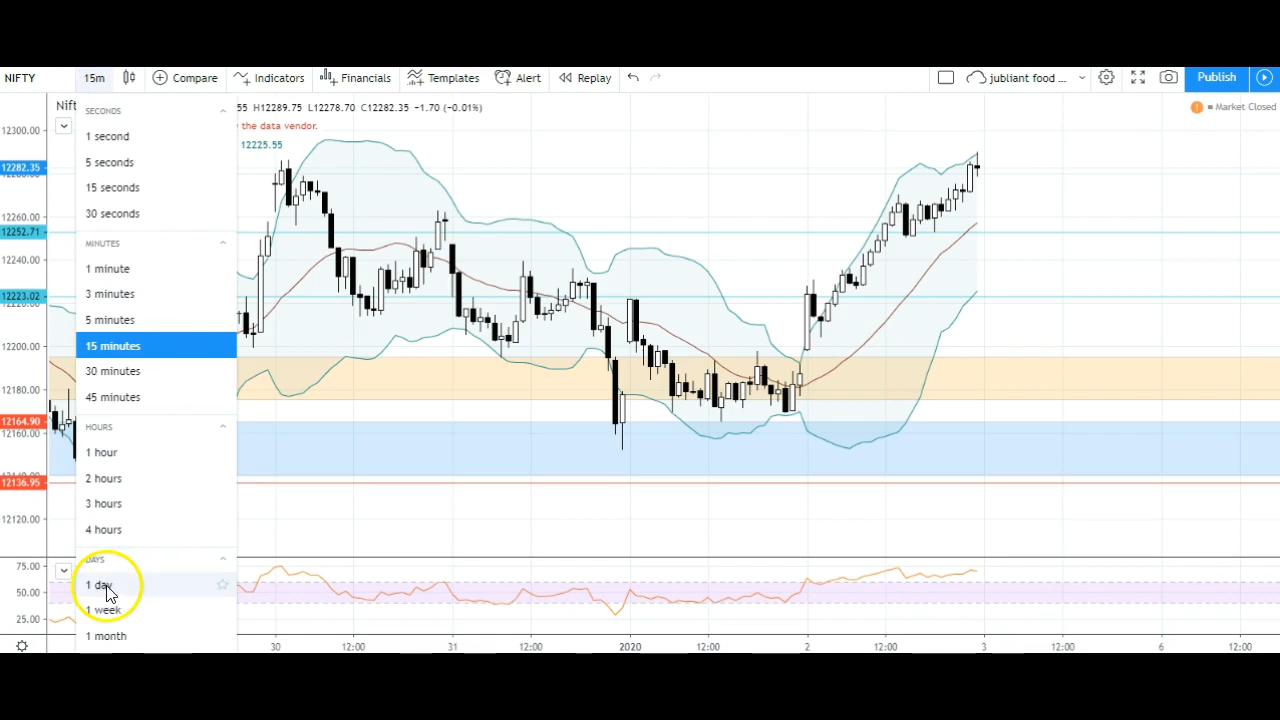 NIFTY 15m Compare Indicators Financials Templates Alert Replay jubliant food ... Publish
Nift
55 H12289.75 L12278.70 C12282.35 -1.70 (-0.01%)
the data vendor.
12225.55
Market Closed
SECONDS
1 second
5 seconds
15 seconds
30 seconds
MINUTES
1 minute
3 minutes
5 minutes
15 minutes
30 minutes
45 minutes
HOURS
1 hour
2 hours
3 hours
4 hours
DAYS
1 day
1 week
1 month
12300.00
12282.35
12260.00
12252.71
12240.00
12223.02
12200.00
12180.00
12164.90
12160.00
12136.95
12120.00
75.00
50.00
25.00
30 12:00 31 12:00 2020 12:00 2 12:00 3 12:00 6 12:00